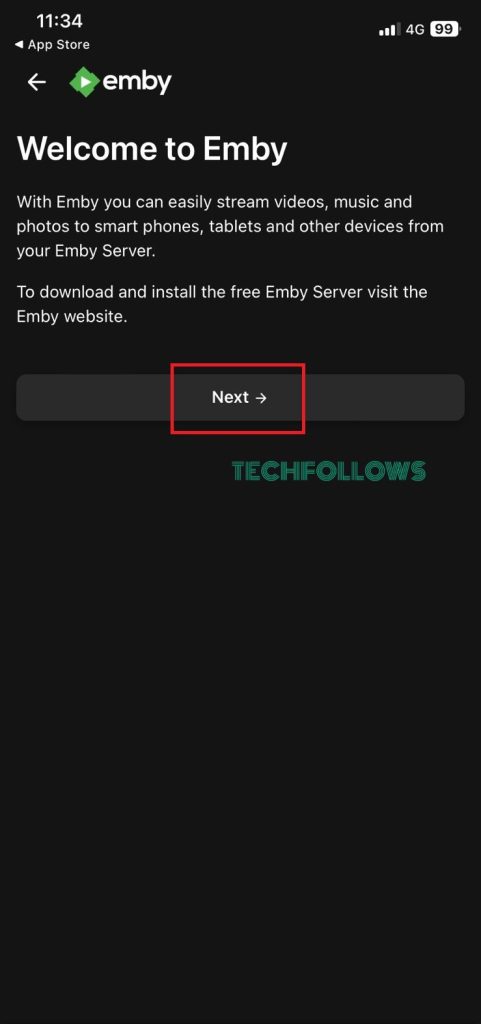 11:34
4G 99
◀ App Store
← emby
Welcome to Emby
With Emby you can easily stream videos, music and
photos to smart phones, tablets and other devices from
your Emby Server.
To download and install the free Emby Server visit the
Emby website.
Next →
TECHFOLLOWS